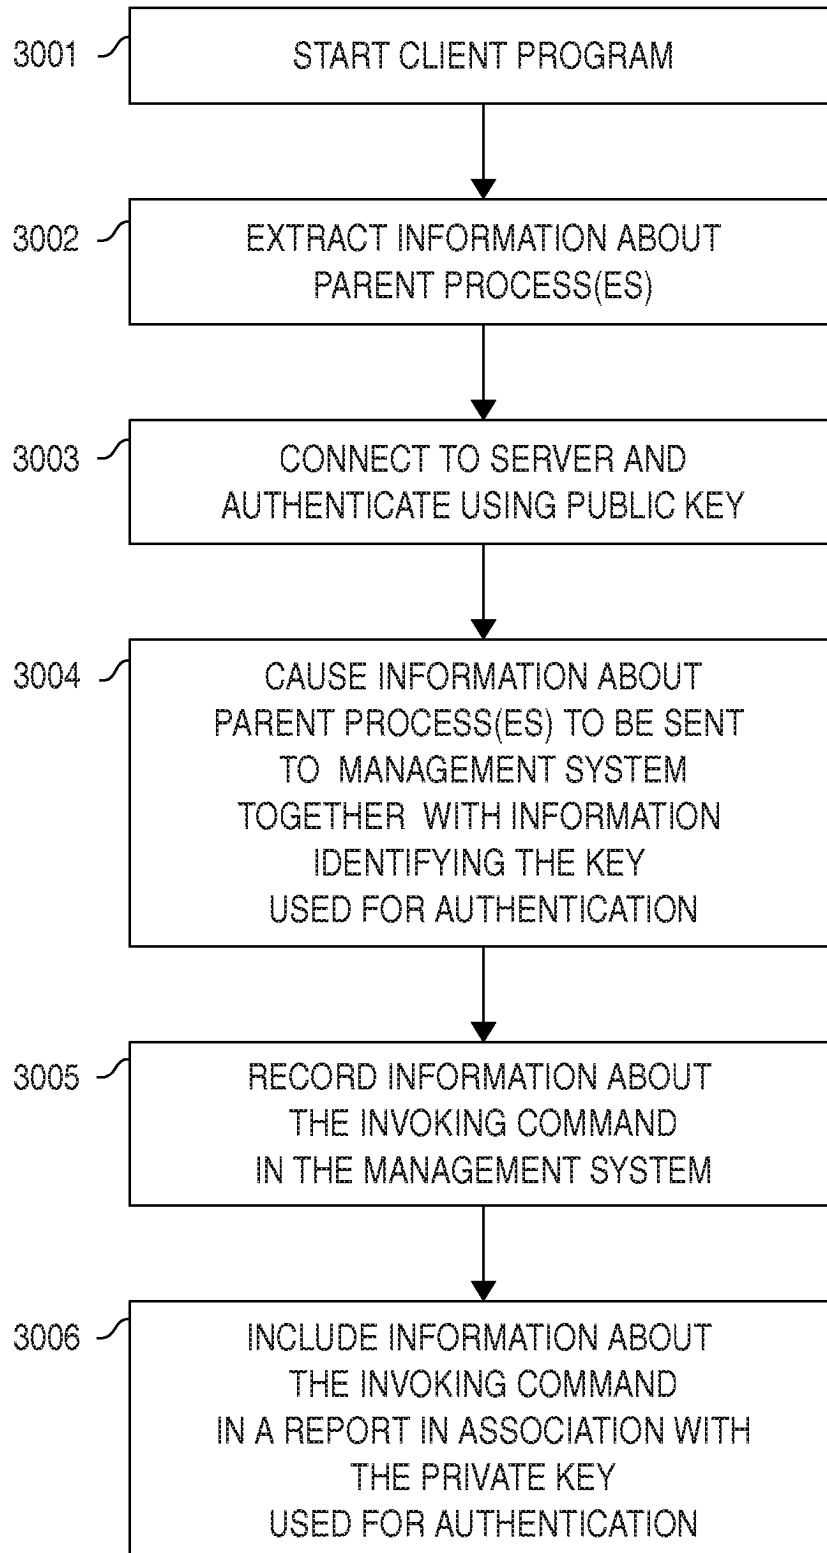 3001
START CLIENT PROGRAM
3002
EXTRACT INFORMATION ABOUT
PARENT PROCESS(ES)
3003
CONNECT TO SERVER AND
AUTHENTICATE USING PUBLIC KEY
3004
CAUSE INFORMATION ABOUT
PARENT PROCESS(ES) TO BE SENT
TO MANAGEMENT SYSTEM
TOGETHER WITH INFORMATION
IDENTIFYING THE KEY
USED FOR AUTHENTICATION
3005
RECORD INFORMATION ABOUT
THE INVOKING COMMAND
IN THE MANAGEMENT SYSTEM
3006
INCLUDE INFORMATION ABOUT
THE INVOKING COMMAND
IN A REPORT IN ASSOCIATION WITH
THE PRIVATE KEY
USED FOR AUTHENTICATION